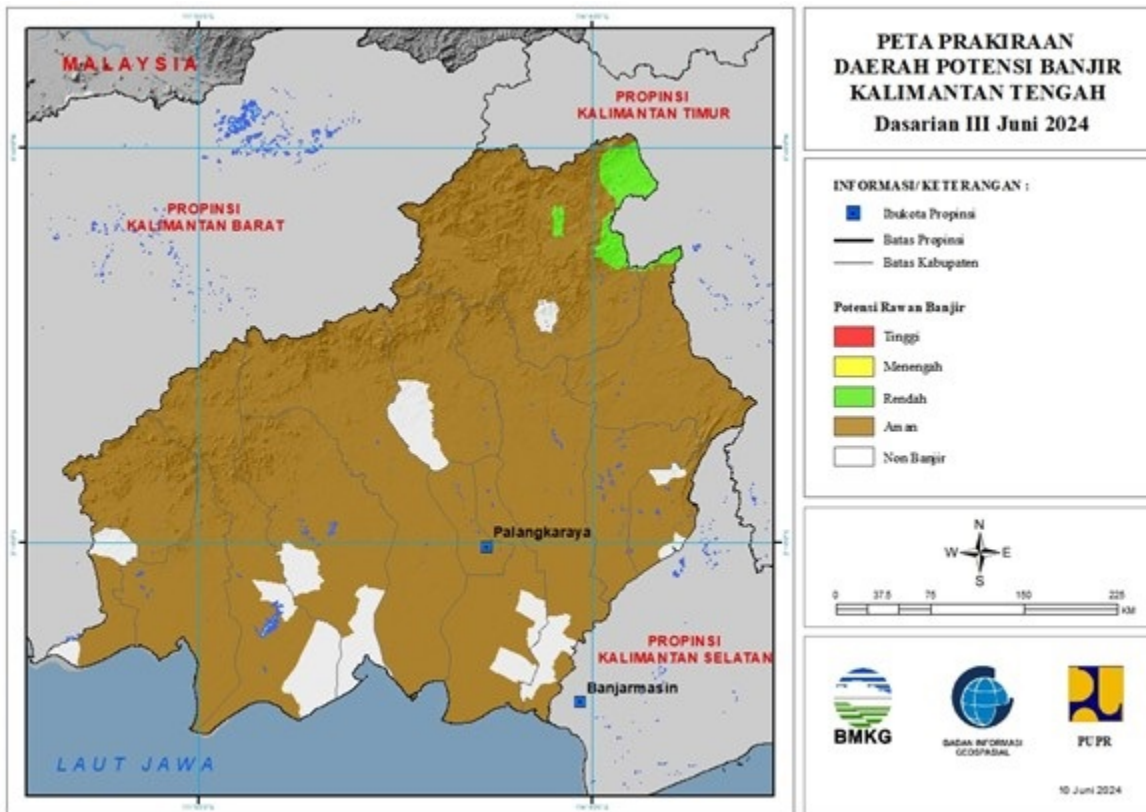 MALAYSIA
PROPINSI
KALIMANTAN TIMUR
PROPINSI
KALIMANTAN BARAT
Palangkaraya
PROPINSI
KALIMANTAN SELATAN
Banjarmasin
LAUT JAWA
PETA PRAKIRAAN
DAERAH POTENSI BANJIR
KALIMANTAN TENGAH
Dasarian III Juni 2024
INFORMASI/KETERANGAN :
Ibukota Propinsi
Batas Propinsi
Batas Kabupaten
Potensi Rawan Banjir
Tinggi
Menengah
Rendah
Aman
Non Banjir
N
W E
S
0 37.5 75 150 225
KM
BMKG
BADAN INFORMASI
GEOSPASIAL
PUPR
10 Juni 2024